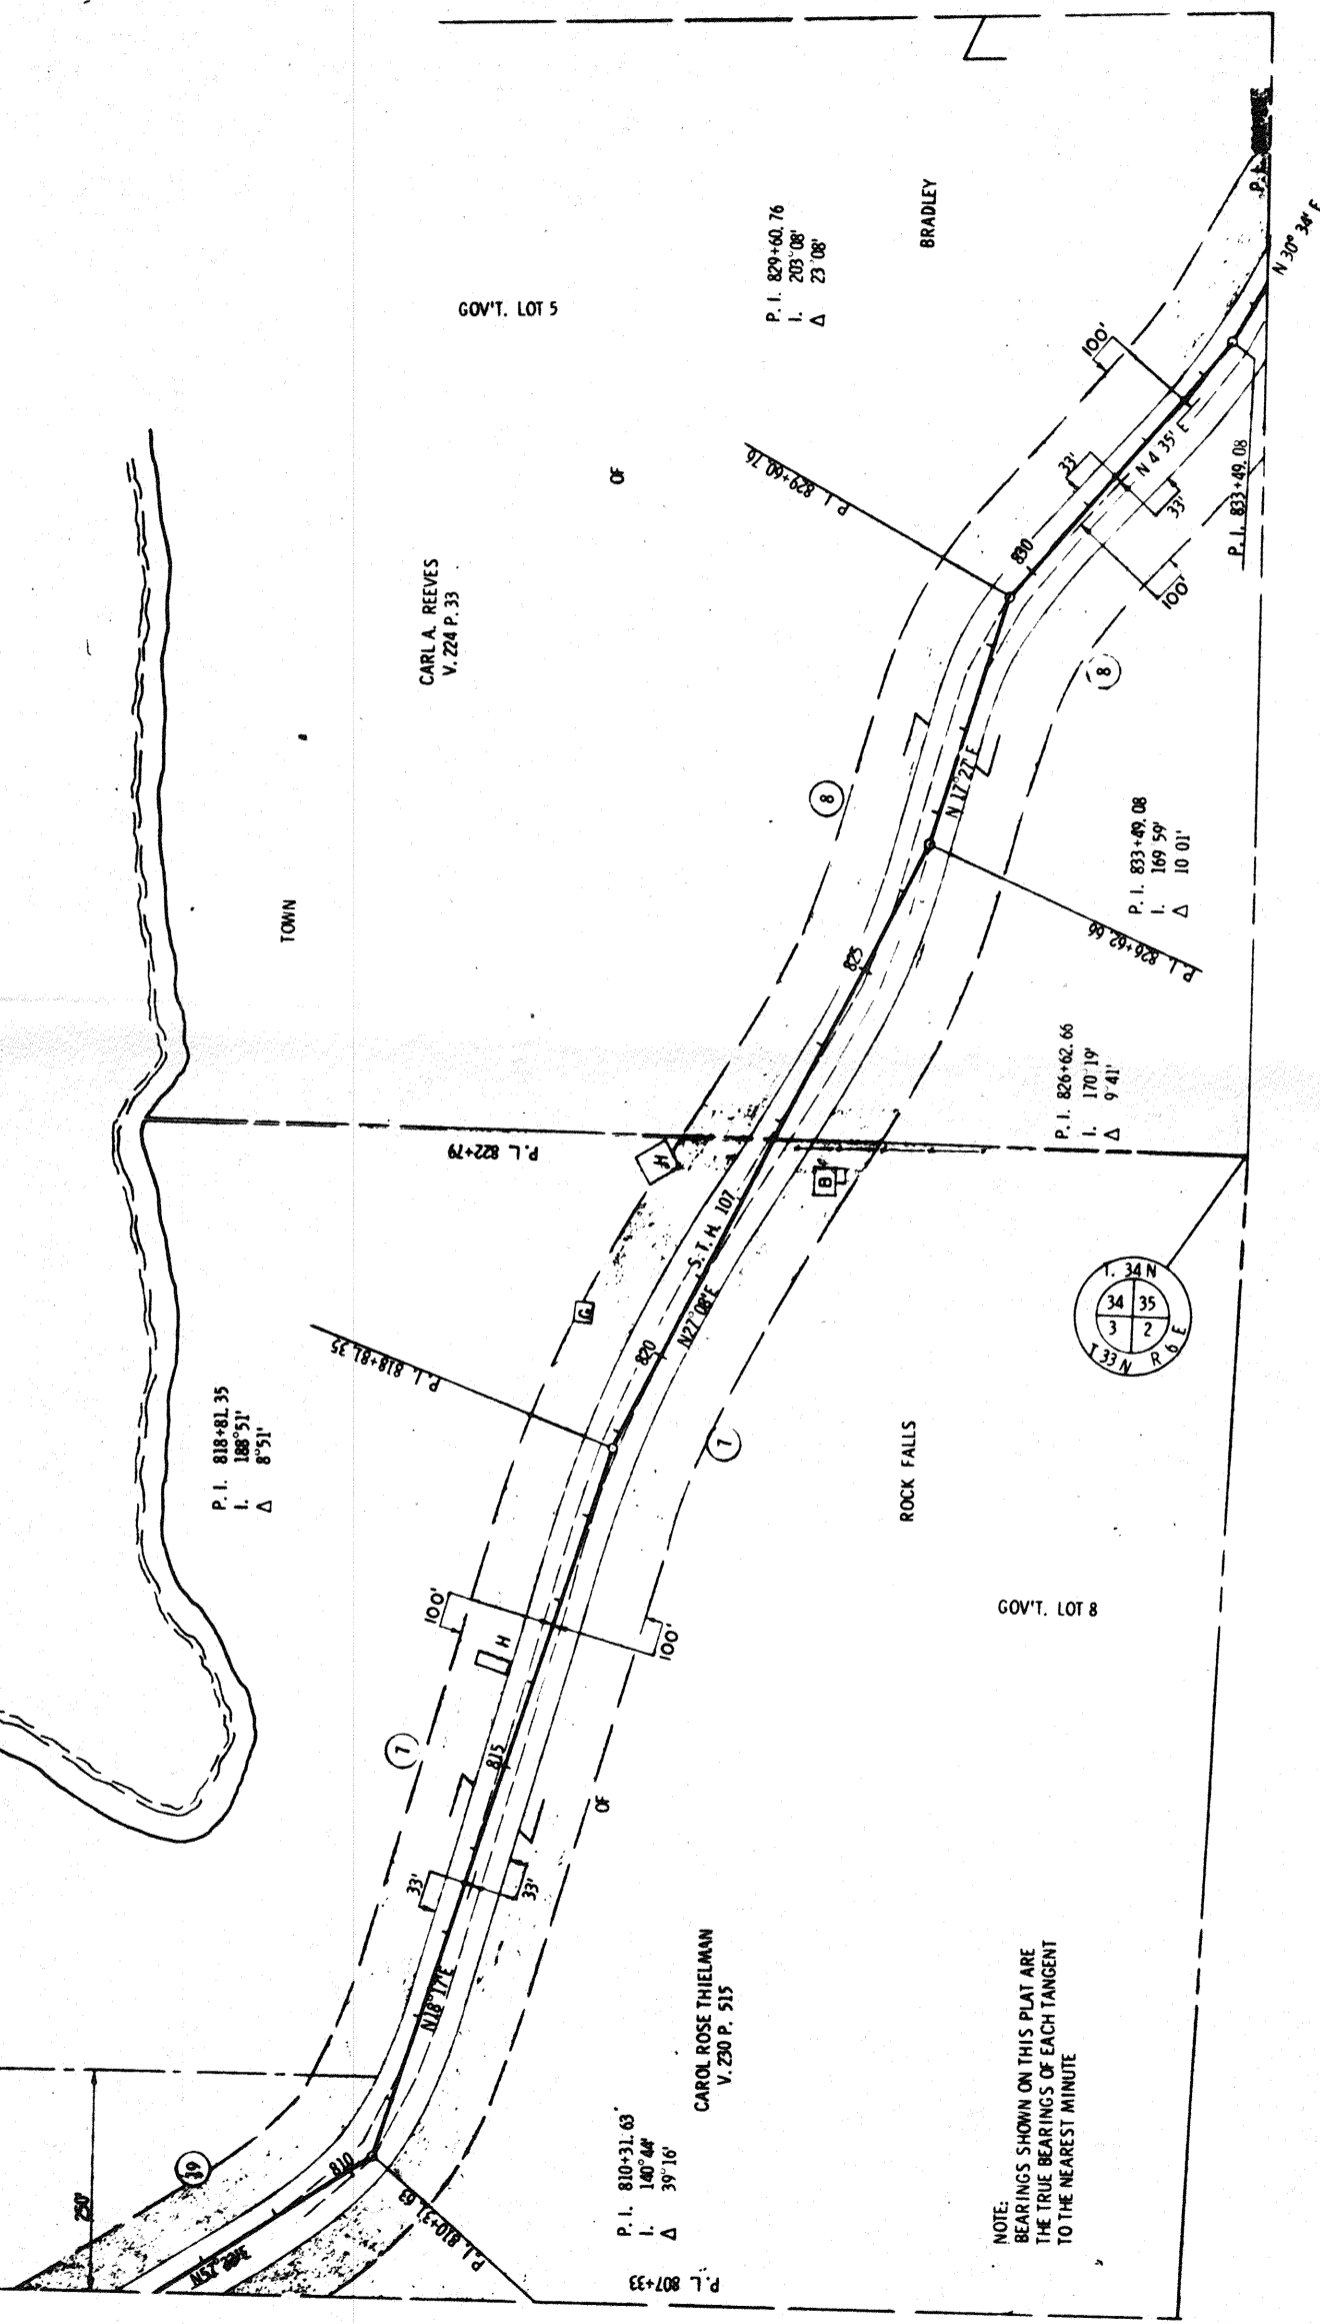 BRADLEY
P. I. 829+60.76
I. 203°08'
Δ 23°08'
GOV'T. LOT 5
N 30° 34' E
100'
OF
P. I. 829+60.76
33'
N 4 35' E
33'
P. I. 833+49.08
830
100'
CARL A. REEVES
V. 224 P. 33
8
8
N 17°27' E
TOWN
P. I. 833+49.08
I. 169 59'
Δ 10 01'
825
P. I. 826+62.66
P. I. 826+62.66
I. 170°19'
Δ 9°41'
P. L. 822+79
H
B
S. T. H. 107
G
N27°08'E
820
T. 34 N
34 35
3 2
T 33 N R 6 E
P. I. 818+81.35
P. I. 818+81.35
I. 188°51'
Δ 8°51'
7
ROCK FALLS
100'
H
100'
GOV'T. LOT 8
7
815
OF
33'
33'
N18°17'E
CAROL ROSE THIELMAN
V. 230 P. 515
19
810
250'
P. I. 810+31.63
P. I. 810+31.63
I. 140°44'
Δ 39°16'
P. L. 807+33
NOTE:
BEARINGS SHOWN ON THIS PLAT ARE
THE TRUE BEARINGS OF EACH TANGENT
TO THE NEAREST MINUTE